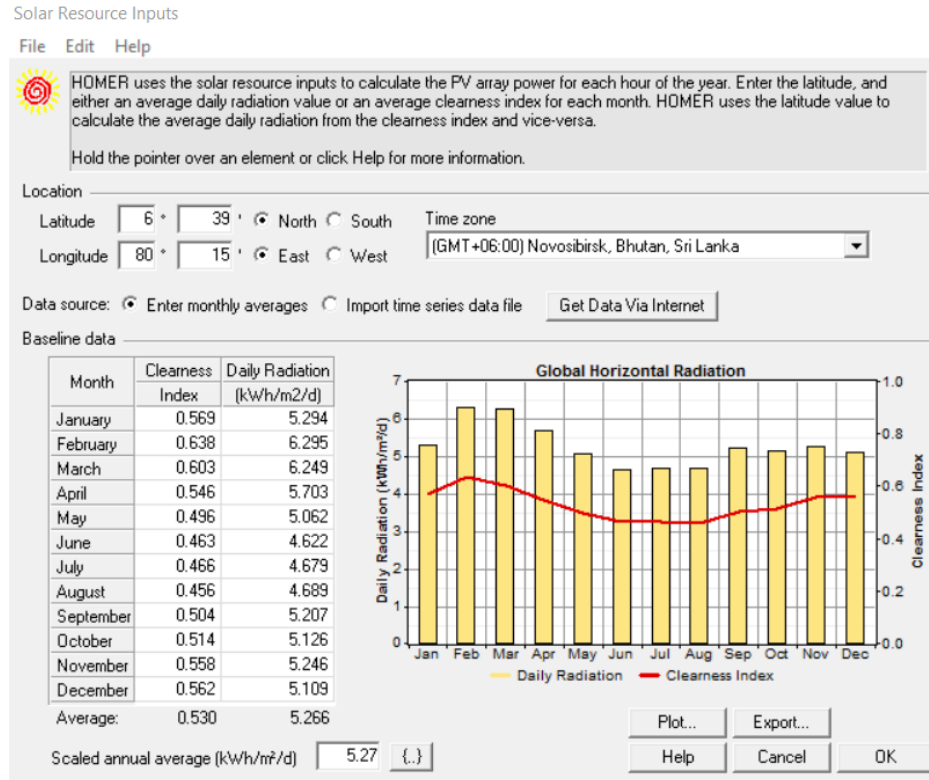 Solar Resource Inputs
File Edit Help
HOMER uses the solar resource inputs to calculate the PV array power for each hour of the year. Enter the latitude, and
either an average daily radiation value or an average clearness index for each month. HOMER uses the latitude value to
calculate the average daily radiation from the clearness index and vice-versa.
Hold the pointer over an element or click Help for more information.
Location
Latitude 6 ° 39 ' North South Time zone
Longitude 80 ° 15 ' East West (GMT+06:00) Novosibirsk, Bhutan, Sri Lanka
Data source: Enter monthly averages Import time series data file Get Data Via Internet
Baseline data
Month Clearness Index Daily Radiation (kWh/m2/d)
January 0.569 5.294
February 0.638 6.295
March 0.603 6.249
April 0.546 5.703
May 0.496 5.062
June 0.463 4.622
July 0.466 4.679
August 0.456 4.689
September 0.504 5.207
October 0.514 5.126
November 0.558 5.246
December 0.562 5.109
Average: 0.530 5.266
Scaled annual average (kWh/m²/d) 5.27 {..}
Global Horizontal Radiation
Daily Radiation (kWh/m²/d)
7
6
5
4
3
2
1
0
Jan Feb Mar Apr May Jun Jul Aug Sep Oct Nov Dec
1.0
0.8
0.6
0.4
0.2
0.0
Clearness Index
Daily Radiation Clearness Index
Plot... Export...
Help Cancel OK